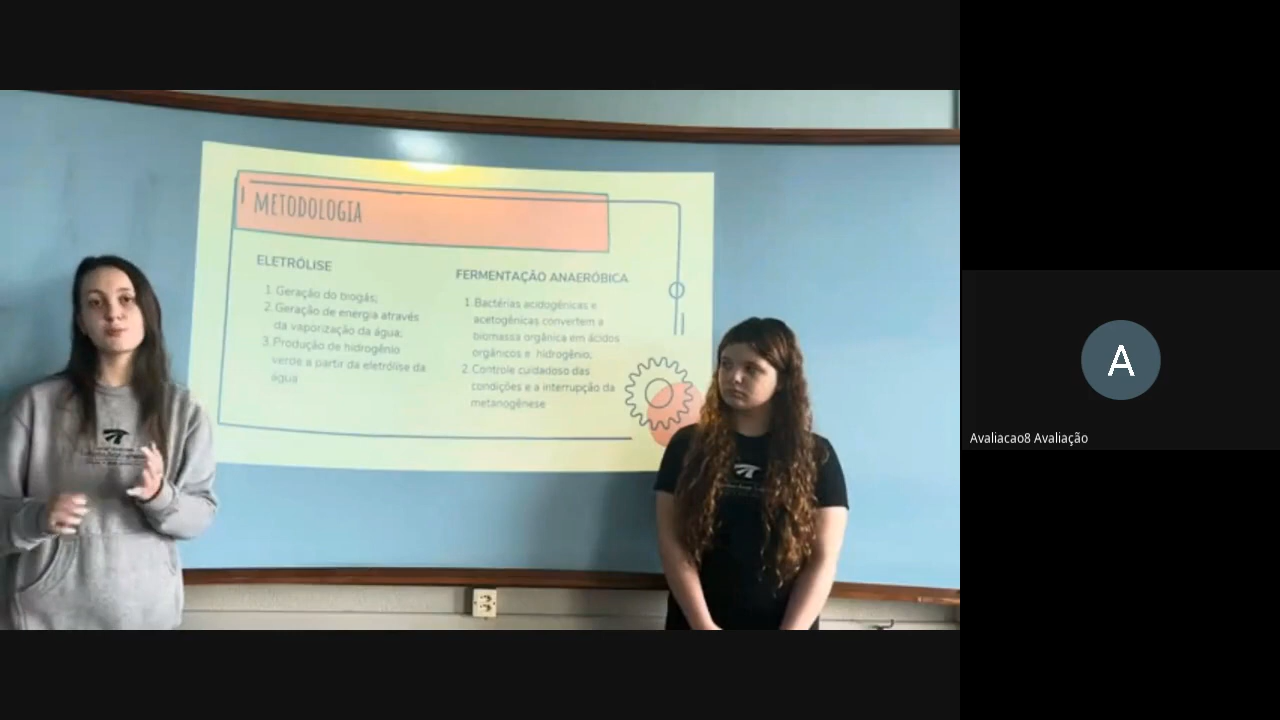 METODOLOGIA
ELETRÓLISE
1. Geração do biogás;
2. Geração de energia através
da vaporização da água;
3. Produção de hidrogênio
verde a partir da eletrólise da
água
FERMENTAÇÃO ANAERÓBICA
1. Bactérias acidogênicas e
acetogênicas convertem a
biomassa orgânica em ácidos
orgânicos e hidrogênio;
2. Controle cuidadoso das
condições e a interrupção da
metanogênese
A
Avaliacao8 Avaliação